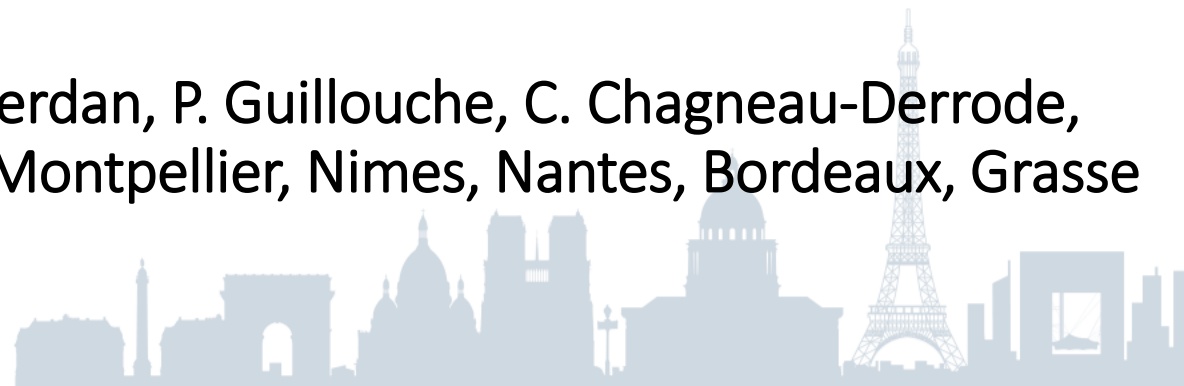 erdan, P. Guillouche, C. Chagneau-Derrode,
Montpellier, Nimes, Nantes, Bordeaux, Grasse